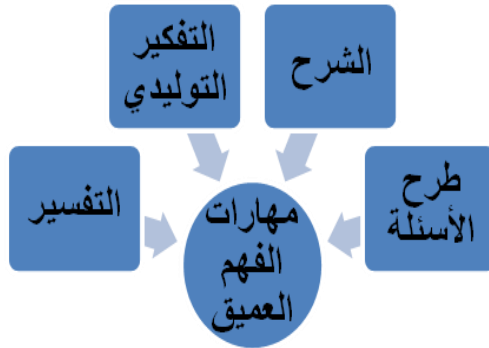 الشرح
التفكير
التوليدي
طرح
الأسئلة
التفسير
مهارات
الفهم
العميق